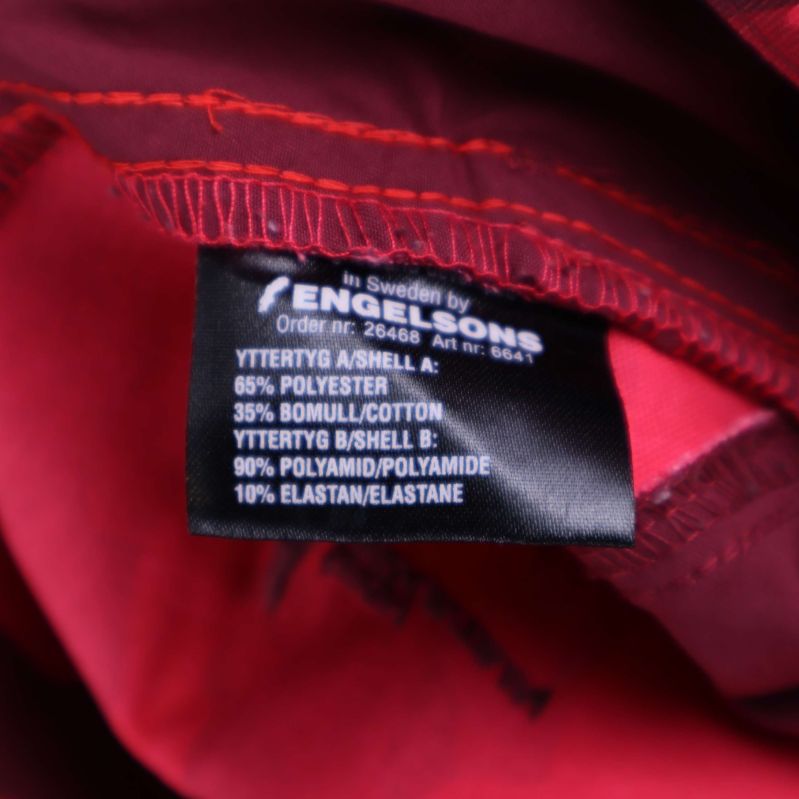 in Sweden by
ENGELSONS
Order nr: 26468 Art nr: 6641
YTTERTYG A/SHELL A:
65% POLYESTER
35% BOMULL/COTTON
YTTERTYG B/SHELL B:
90% POLYAMID/POLYAMIDE
10% ELASTAN/ELASTANE